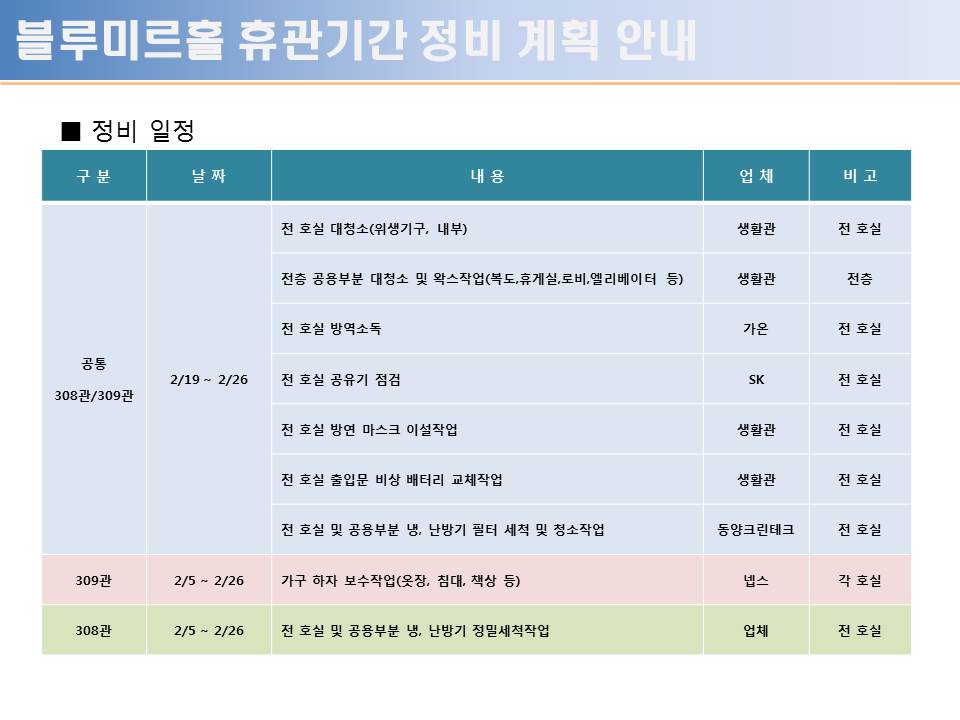 블루미르홀 휴관기간 정비 계획 안내
■ 정비 일정
구 분 날 짜 내 용 업 체 비 고
공통
308관/309관
2/19 ~ 2/26
전 호실 대청소(위생기구, 내부) 생활관 전 호실
전층 공용부분 대청소 및 왁스작업(복도,휴게실,로비,엘리베이터 등) 생활관 전층
전 호실 방역소독 가온 전 호실
전 호실 공유기 점검 SK 전 호실
전 호실 방연 마스크 이설작업 생활관 전 호실
전 호실 출입문 비상 배터리 교체작업 생활관 전 호실
전 호실 및 공용부분 냉, 난방기 필터 세척 및 청소작업 동양크린테크 전 호실
309관 2/5 ~ 2/26 가구 하자 보수작업(옷장, 침대, 책상 등) 넵스 각 호실
308관 2/5 ~ 2/26 전 호실 및 공용부분 냉, 난방기 정밀세척작업 업체 전 호실